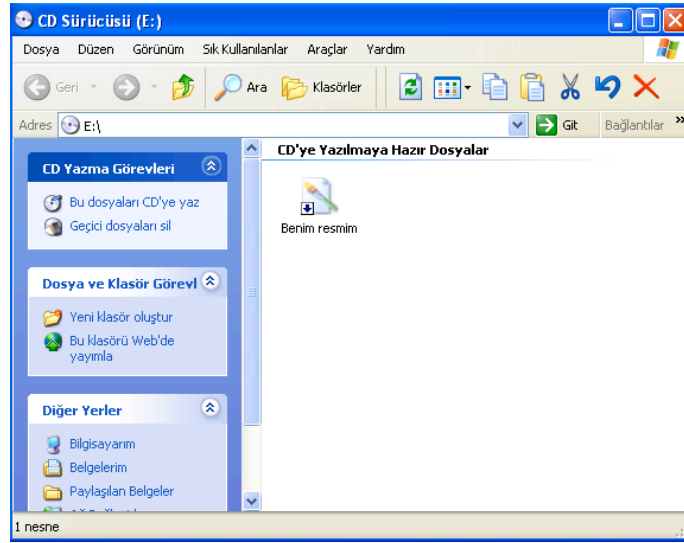 CD Sürücüsü (E:)
Dosya Düzen Görünüm Sık Kullanılanlar Araçlar Yardım
Geri Ara Klasörler
Adres E:\ Git Bağlantılar »
CD Yazma Görevleri
Bu dosyaları CD'ye yaz
Geçici dosyaları sil
Dosya ve Klasör Görevl
Yeni klasör oluştur
Bu klasörü Web'de
yayımla
Diğer Yerler
Bilgisayarım
Belgelerim
Paylaşılan Belgeler
CD'ye Yazılmaya Hazır Dosyalar
Benim resmim
1 nesne